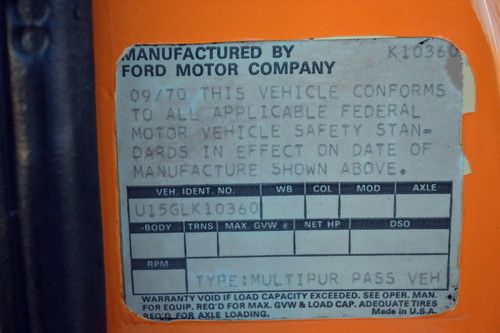 MANUFACTURED BY K10360
FORD MOTOR COMPANY
09/70 THIS VEHICLE CONFORMS
TO ALL APPLICABLE FEDERAL
MOTOR VEHICLE SAFETY STAN-
DARDS IN EFFECT ON DATE OF
MANUFACTURE SHOWN ABOVE.
VEH. IDENT. NO. WB COL MOD AXLE
U15GLK10360
BODY TRNS MAX. GVW # NET HP DSO
RPM
TYPE:MULTIPUR PASS VEH
WARRANTY VOID IF LOAD CAPACITY EXCEEDED. SEE OPER. MAN.
FOR EQUIP. REQ'D FOR MAX. GVW & LOAD CAP. ADEQUATE TIRES
REQ'D FOR AXLE LOADING. Made in U.S.A.